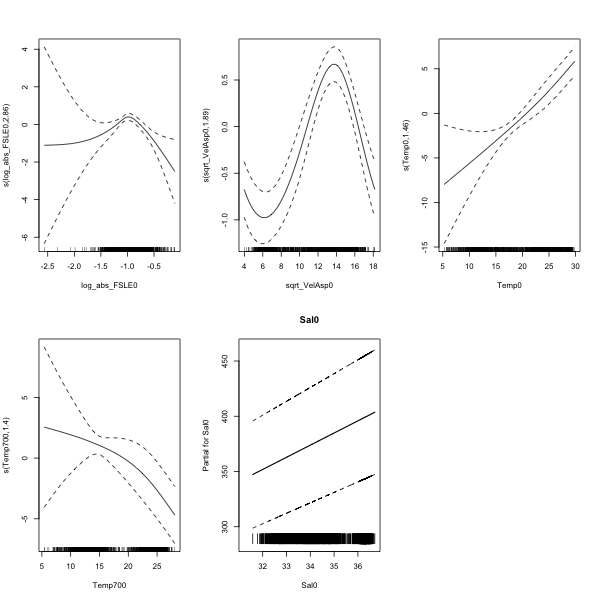 s(log_abs_FSLE0,2.86)
4
2
0
-2
-4
-6
-2.5 -2.0 -1.5 -1.0 -0.5
log_abs_FSLE0
s(sqrt_VelAsp0,1.89)
0.5
0.0
-0.5
-1.0
4 6 8 10 12 14 16 18
sqrt_VelAsp0
s(Temp0,1.46)
5
0
-5
-10
-15
5 10 15 20 25 30
Temp0
s(Temp700,1.4)
5
0
-5
5 10 15 20 25
Temp700
Sal0
Partial for Sal0
450
400
350
300
32 33 34 35 36
Sal0